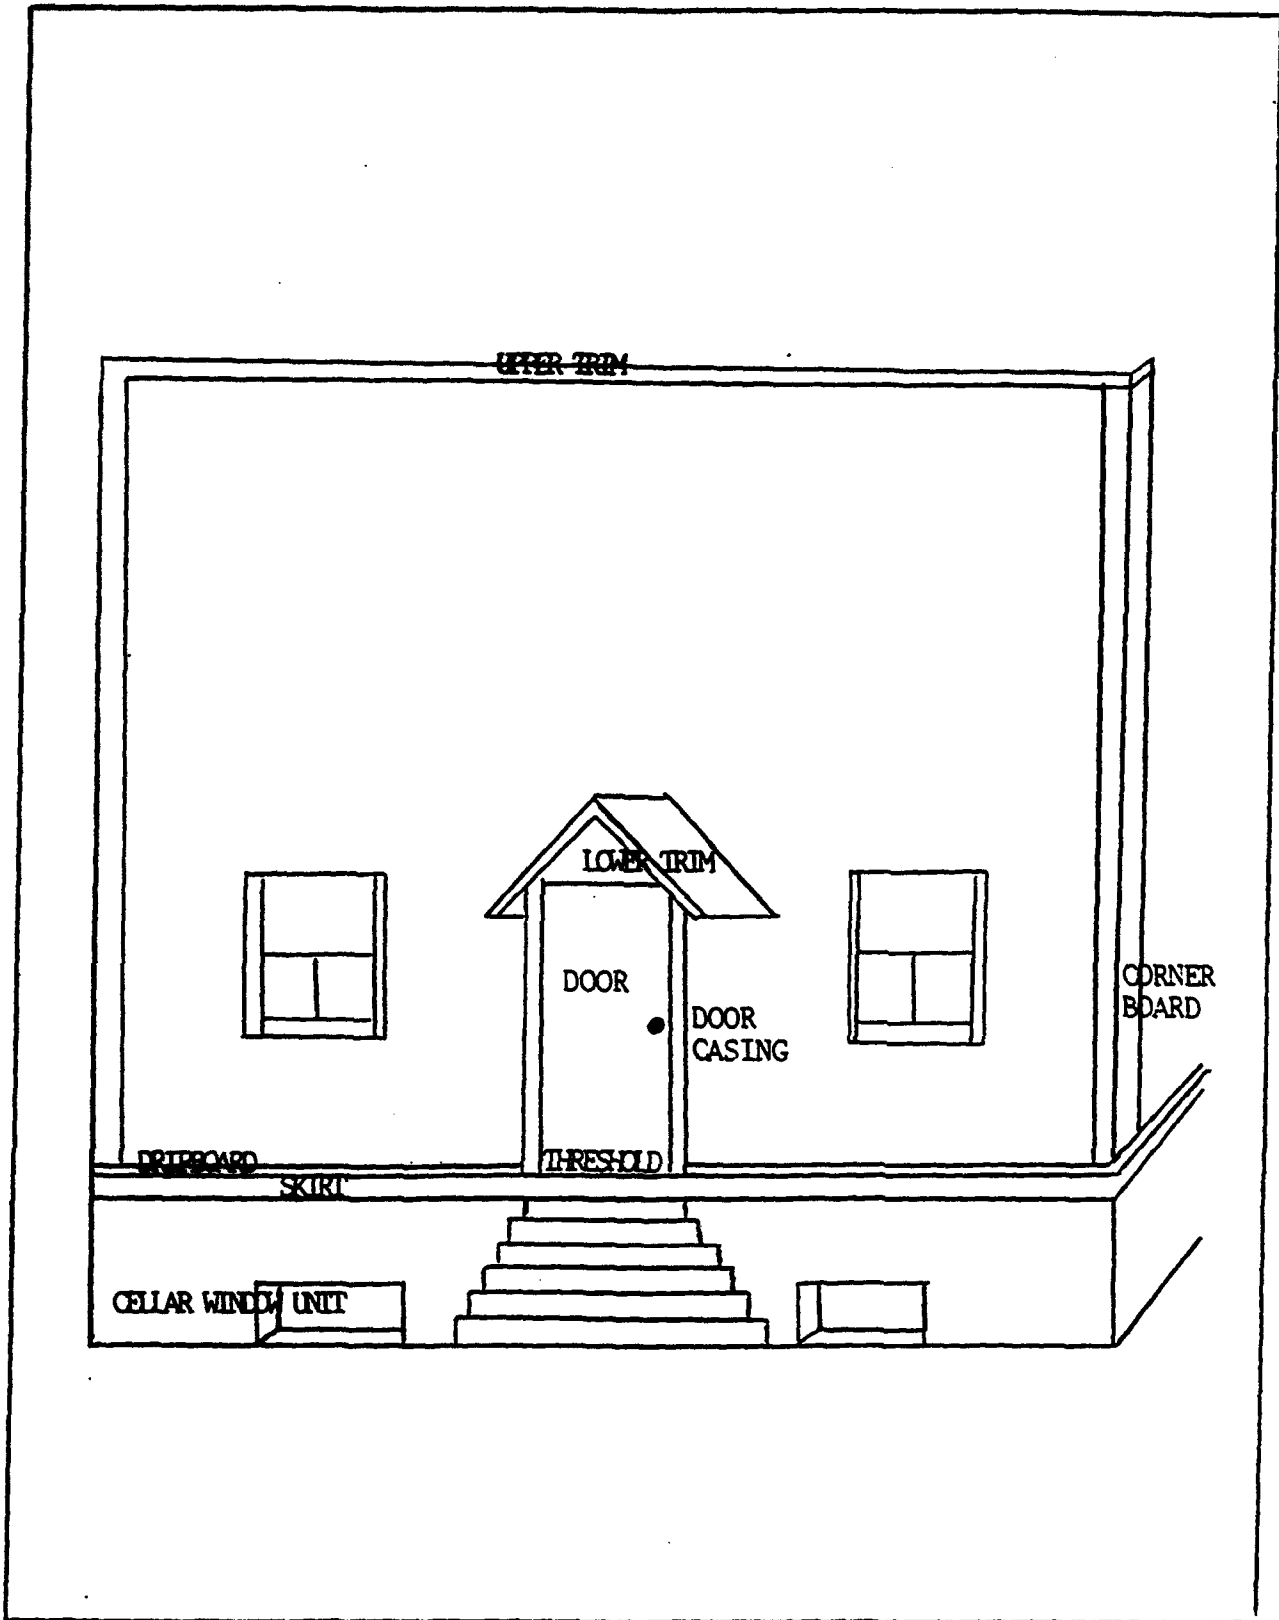 UPPER TRIM
LOWER TRIM
DOOR
CORNER
BOARD
DOOR
CASING
DRIPBOARD
THRESHOLD
SKIRT
CELLAR WINDOW UNIT